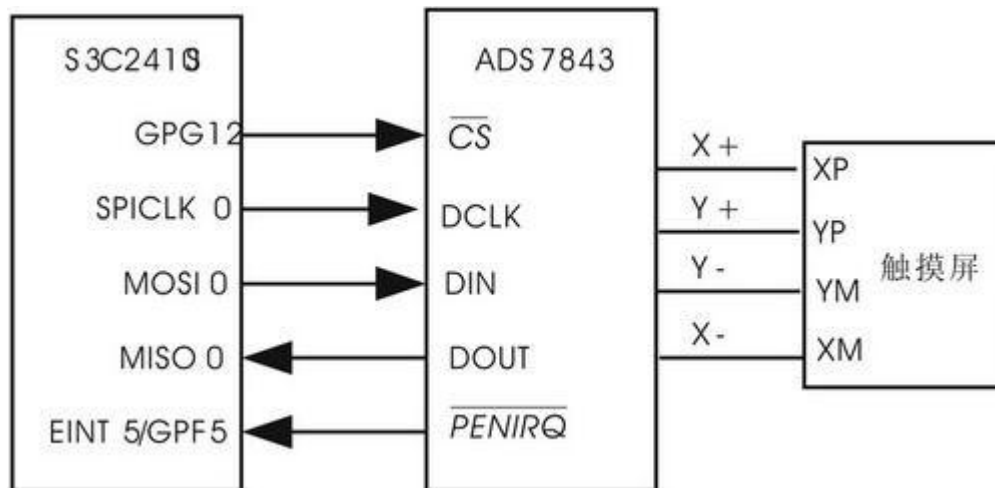 S3C2410S
GPG12
SPICLK 0
MOSI 0
MISO 0
EINT 5/GPF5
ADS7843
CS
DCLK
DIN
DOUT
PENIRQ
X+
Y+
Y-
X-
XP
YP
YM
XM
触摸屏